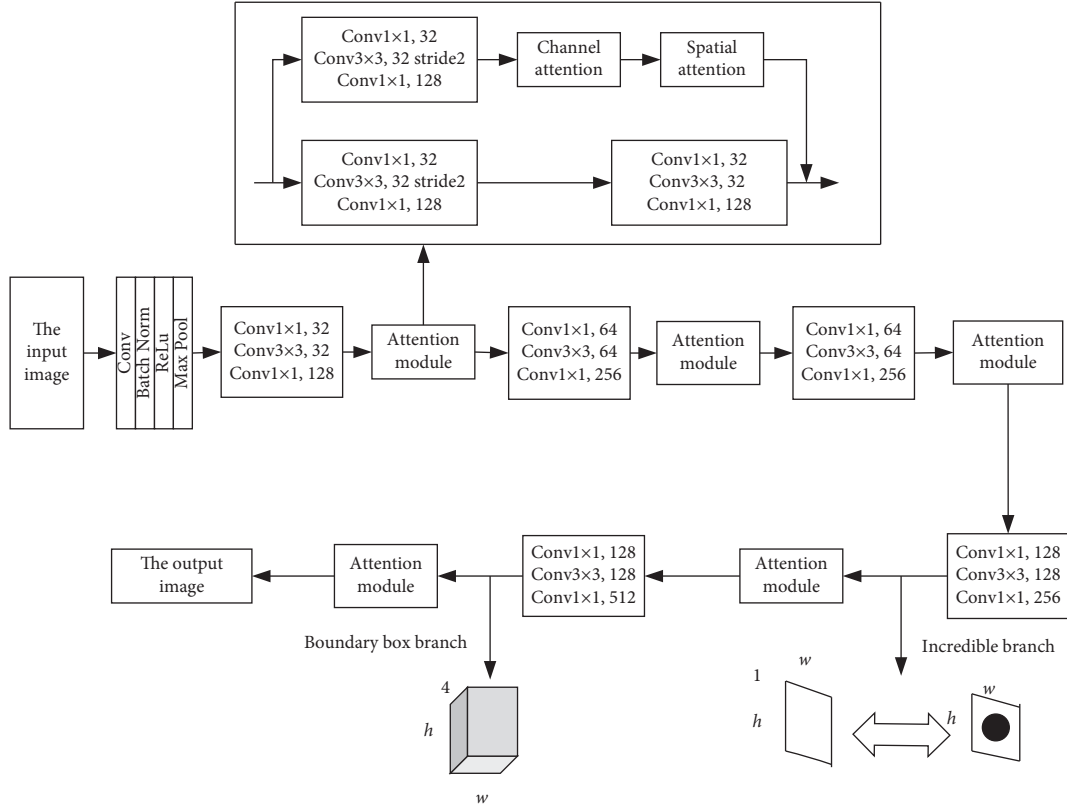 Conv1×1, 32
Conv3×3, 32 stride2
Conv1×1, 128
Channel
attention
Spatial
attention
Conv1×1, 32
Conv3×3, 32 stride2
Conv1×1, 128
Conv1×1, 32
Conv3×3, 32
Conv1×1, 128
The
input
image
Conv
Batch Norm
ReLu
Max Pool
Conv1×1, 32
Conv3×3, 32
Conv1×1, 128
Attention
module
Conv1×1, 64
Conv3×3, 64
Conv1×1, 256
Attention
module
Conv1×1, 64
Conv3×3, 64
Conv1×1, 256
Attention
module
The output
image
Attention
module
Conv1×1, 128
Conv3×3, 128
Conv1×1, 512
Attention
module
Conv1×1, 128
Conv3×3, 128
Conv1×1, 256
Boundary box branch
Incredible branch
4
h
w
1
w
h
w
h